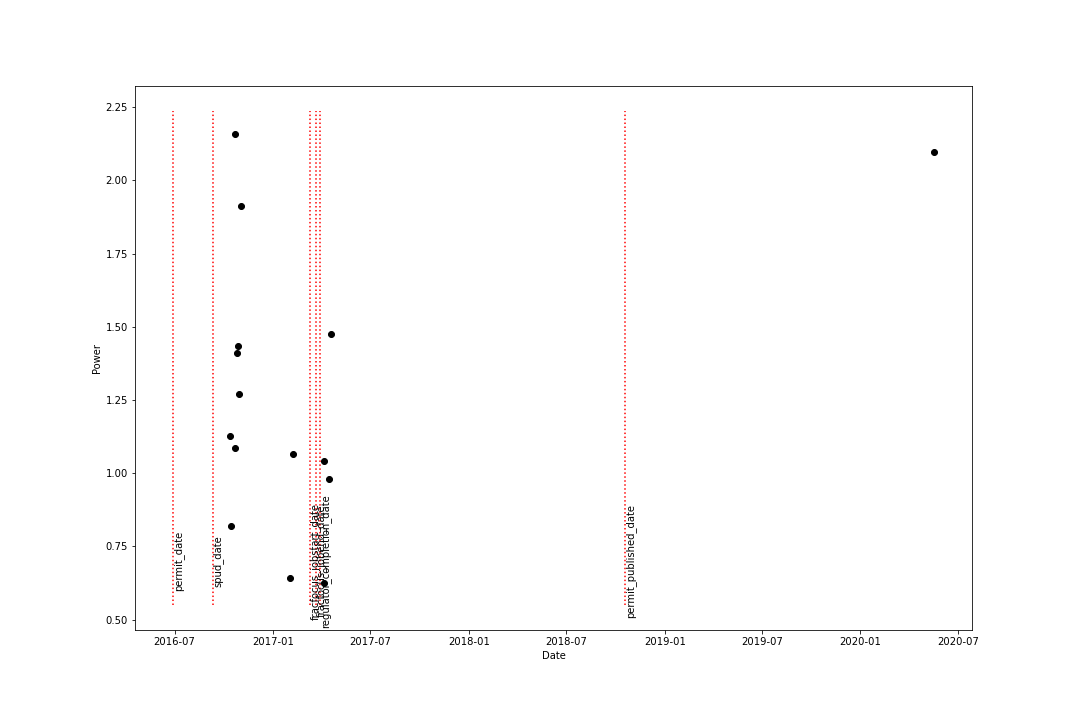 2.25
2.00
1.75
1.50
1.25
1.00
0.75
0.50
Power
permit_date
spud_date
fracfocus_jobstart_date
regulator_completion_date
permit_published_date
2016-07
2017-01
2017-07
2018-01
2018-07
2019-01
2019-07
2020-01
2020-07
Date